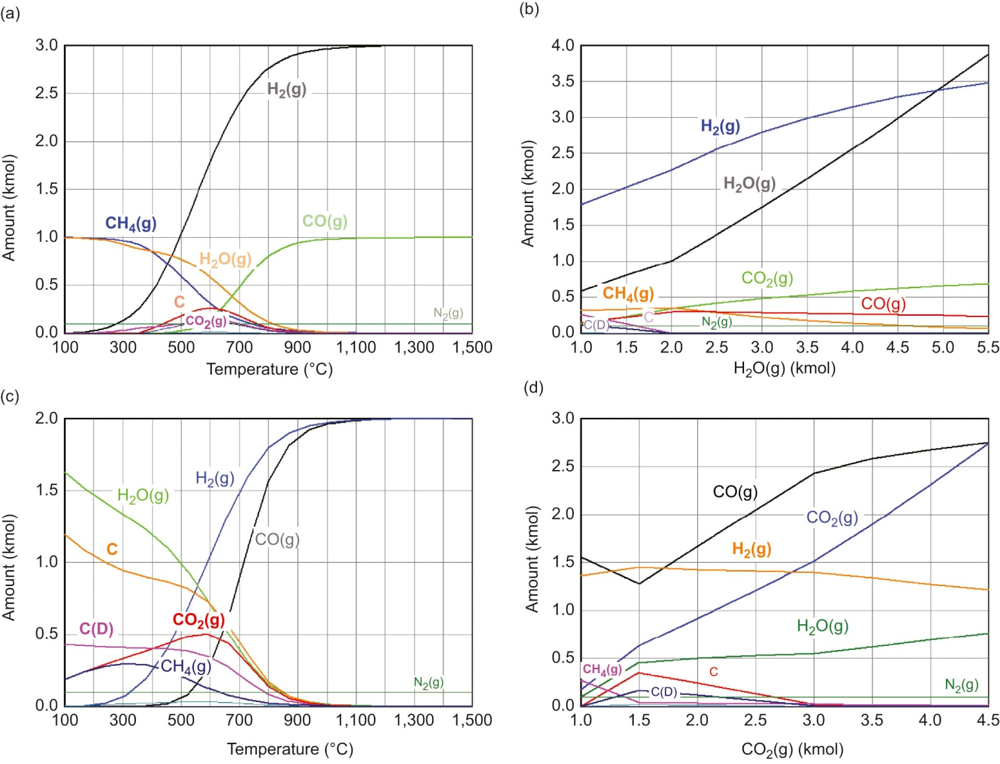 (a)
3.0
2.5
2.0
1.5
1.0
0.5
0.0
Amount (kmol)
H2(g)
CH4(g)
CO(g)
H2O(g)
C
CO2(g)
N2(g)
100 300 500 700 900 1,100 1,300 1,500
Temperature (°C)
(b)
4.0
3.5
3.0
2.5
2.0
1.5
1.0
0.5
0.0
Amount (kmol)
H2(g)
H2O(g)
CO2(g)
CH4(g)
CO(g)
C
C(D)
N2(g)
1.0 1.5 2.0 2.5 3.0 3.5 4.0 4.5 5.0 5.5
H2O(g) (kmol)
(c)
2.0
1.5
1.0
0.5
0.0
Amount (kmol)
H2(g)
H2O(g)
CO(g)
C
CO2(g)
C(D)
CH4(g)
N2(g)
100 300 500 700 900 1,100 1,300 1,500
Temperature (°C)
(d)
3.0
2.5
2.0
1.5
1.0
0.5
0.0
Amount (kmol)
CO(g)
CO2(g)
H2(g)
H2O(g)
CH4(g)
C
C(D)
N2(g)
1.0 1.5 2.0 2.5 3.0 3.5 4.0 4.5
CO2(g) (kmol)